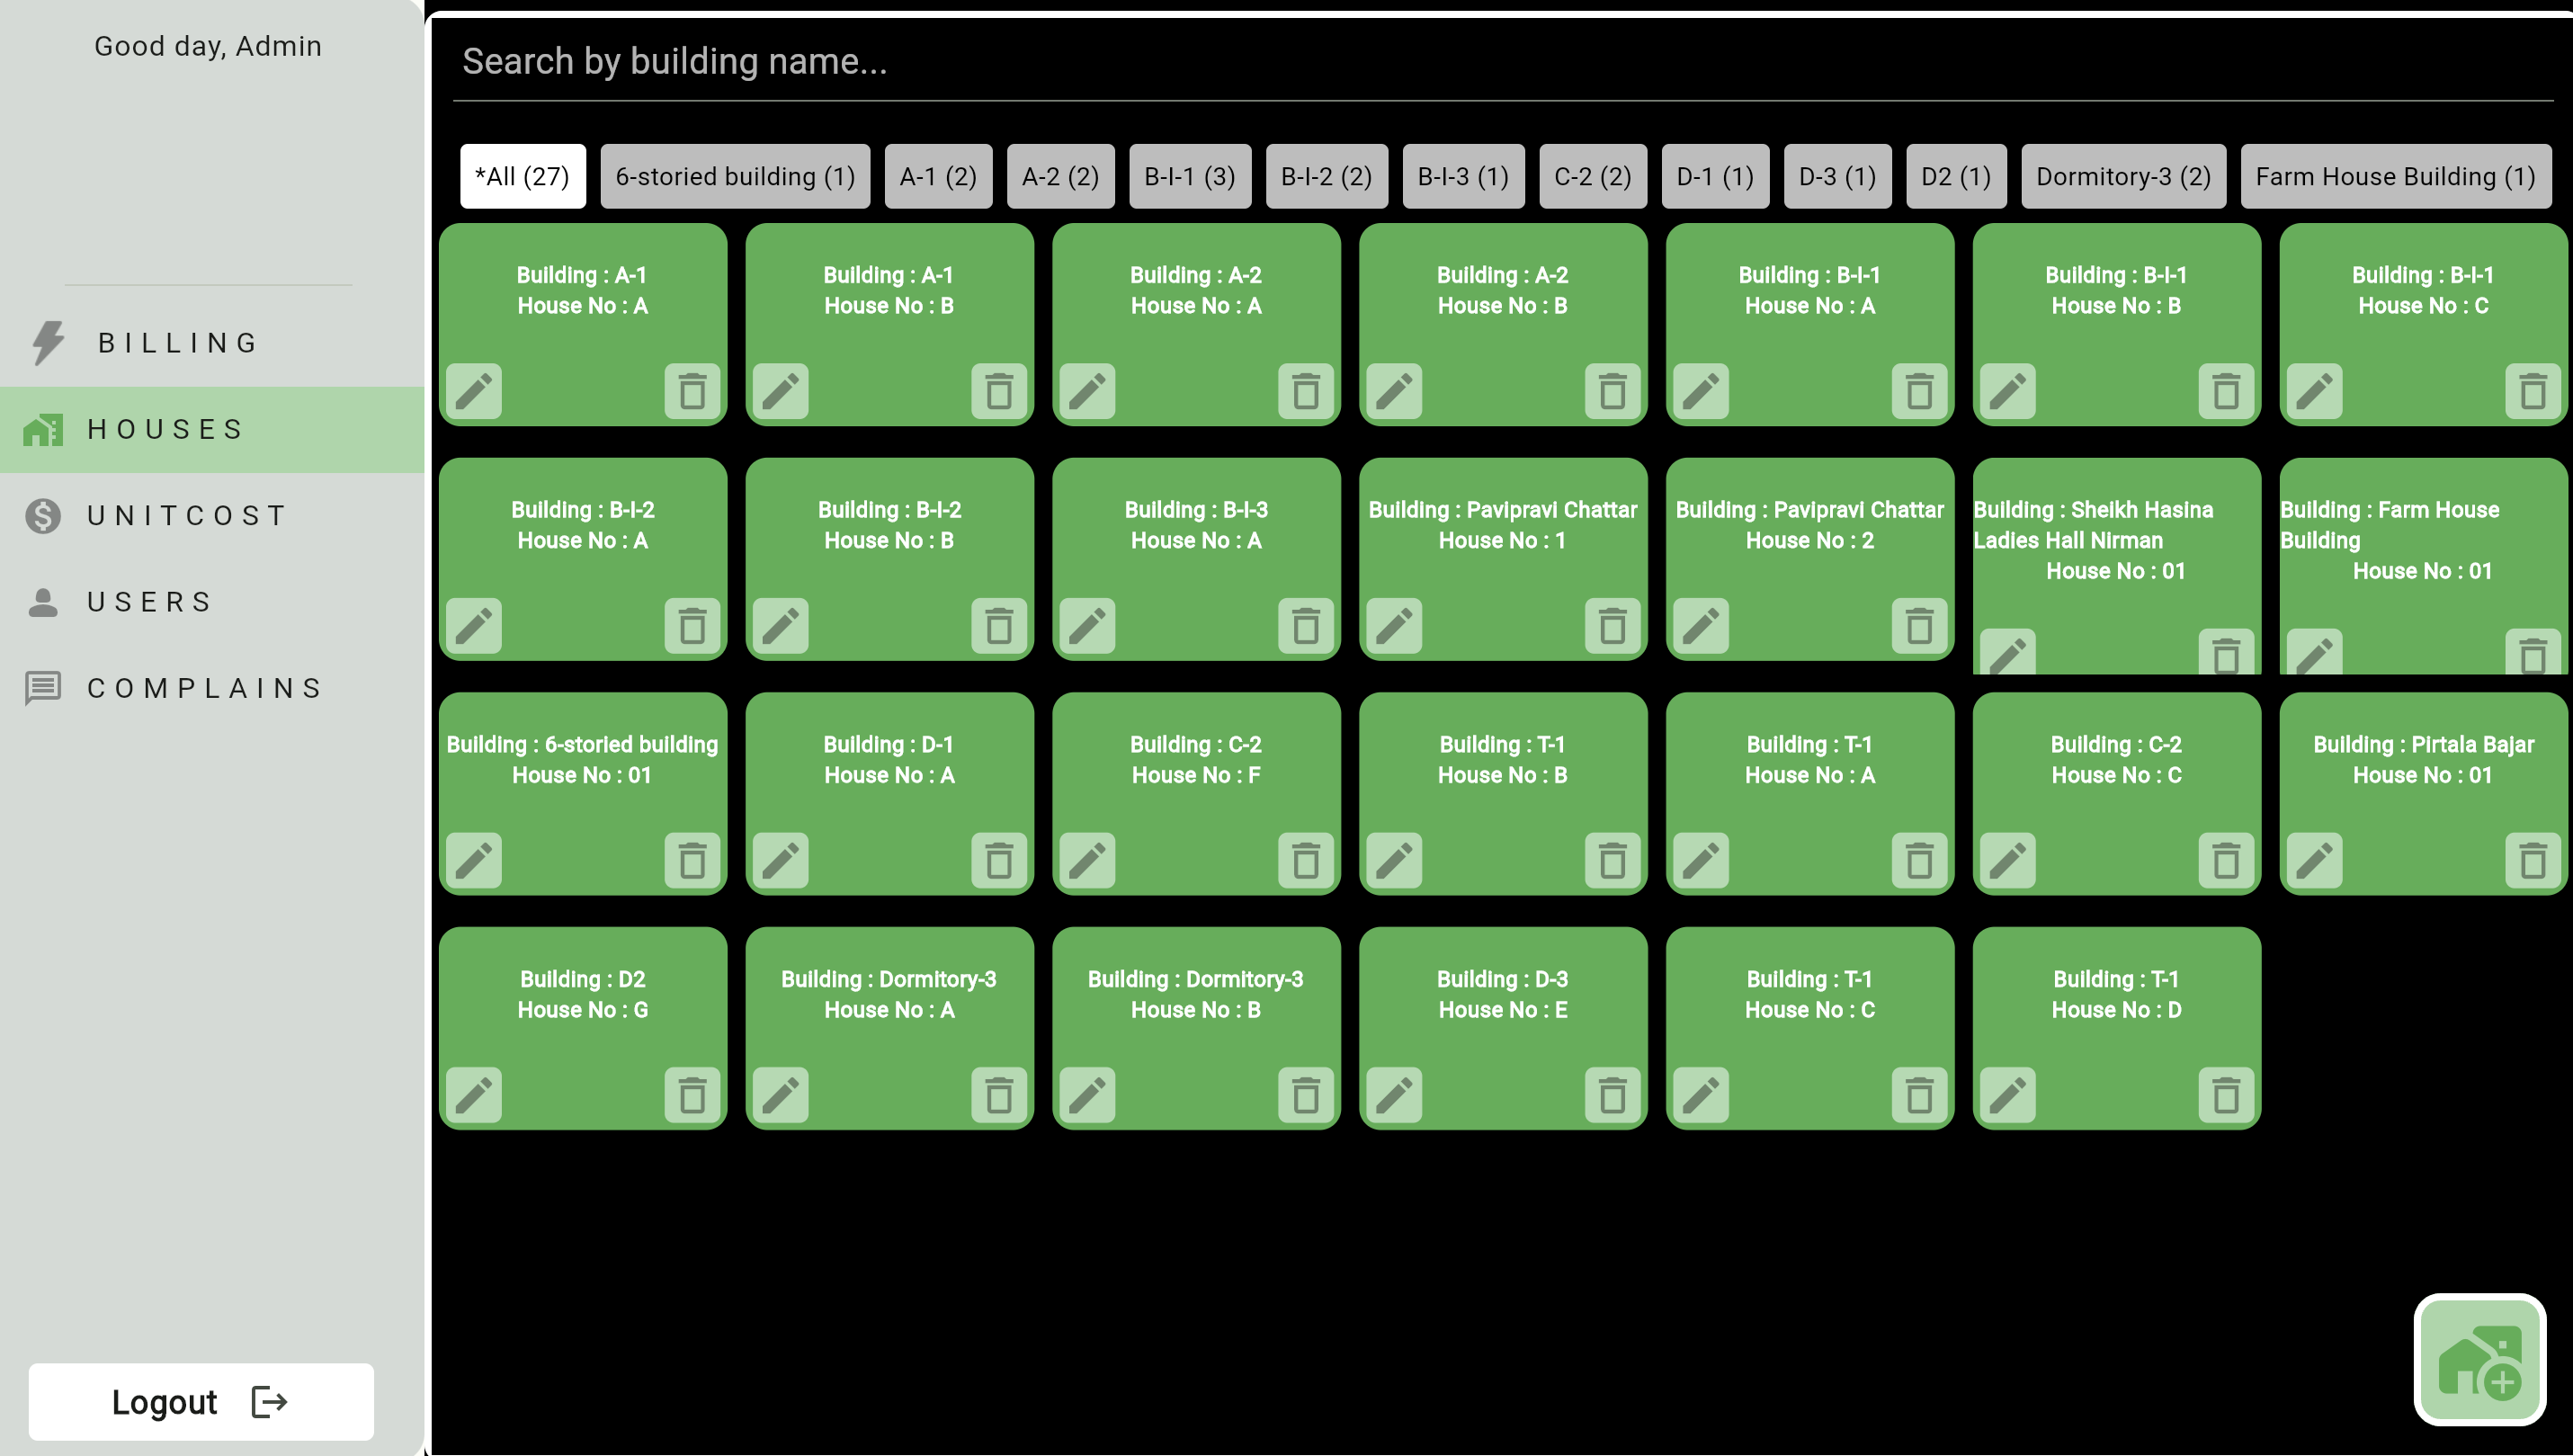 Good day, Admin
BILLING
HOUSES
UNITCOST
USERS
COMPLAINS
Logout
Search by building name...
*All (27)
6-storied building (1)
A-1 (2)
A-2 (2)
B-I-1 (3)
B-I-2 (2)
B-I-3 (1)
C-2 (2)
D-1 (1)
D-3 (1)
D2 (1)
Dormitory-3 (2)
Farm House Building (1)
Building : A-1
House No : A
Building : A-1
House No : B
Building : A-2
House No : A
Building : A-2
House No : B
Building : B-I-1
House No : A
Building : B-I-1
House No : B
Building : B-I-1
House No : C
Building : B-I-2
House No : A
Building : B-I-2
House No : B
Building : B-I-3
House No : A
Building : Pavipravi Chattar
House No : 1
Building : Pavipravi Chattar
House No : 2
Building : Sheikh Hasina
Ladies Hall Nirman
House No : 01
Building : Farm House
Building
House No : 01
Building : 6-storied building
House No : 01
Building : D-1
House No : A
Building : C-2
House No : F
Building : T-1
House No : B
Building : T-1
House No : A
Building : C-2
House No : C
Building : Pirtala Bajar
House No : 01
Building : D2
House No : G
Building : Dormitory-3
House No : A
Building : Dormitory-3
House No : B
Building : D-3
House No : E
Building : T-1
House No : C
Building : T-1
House No : D